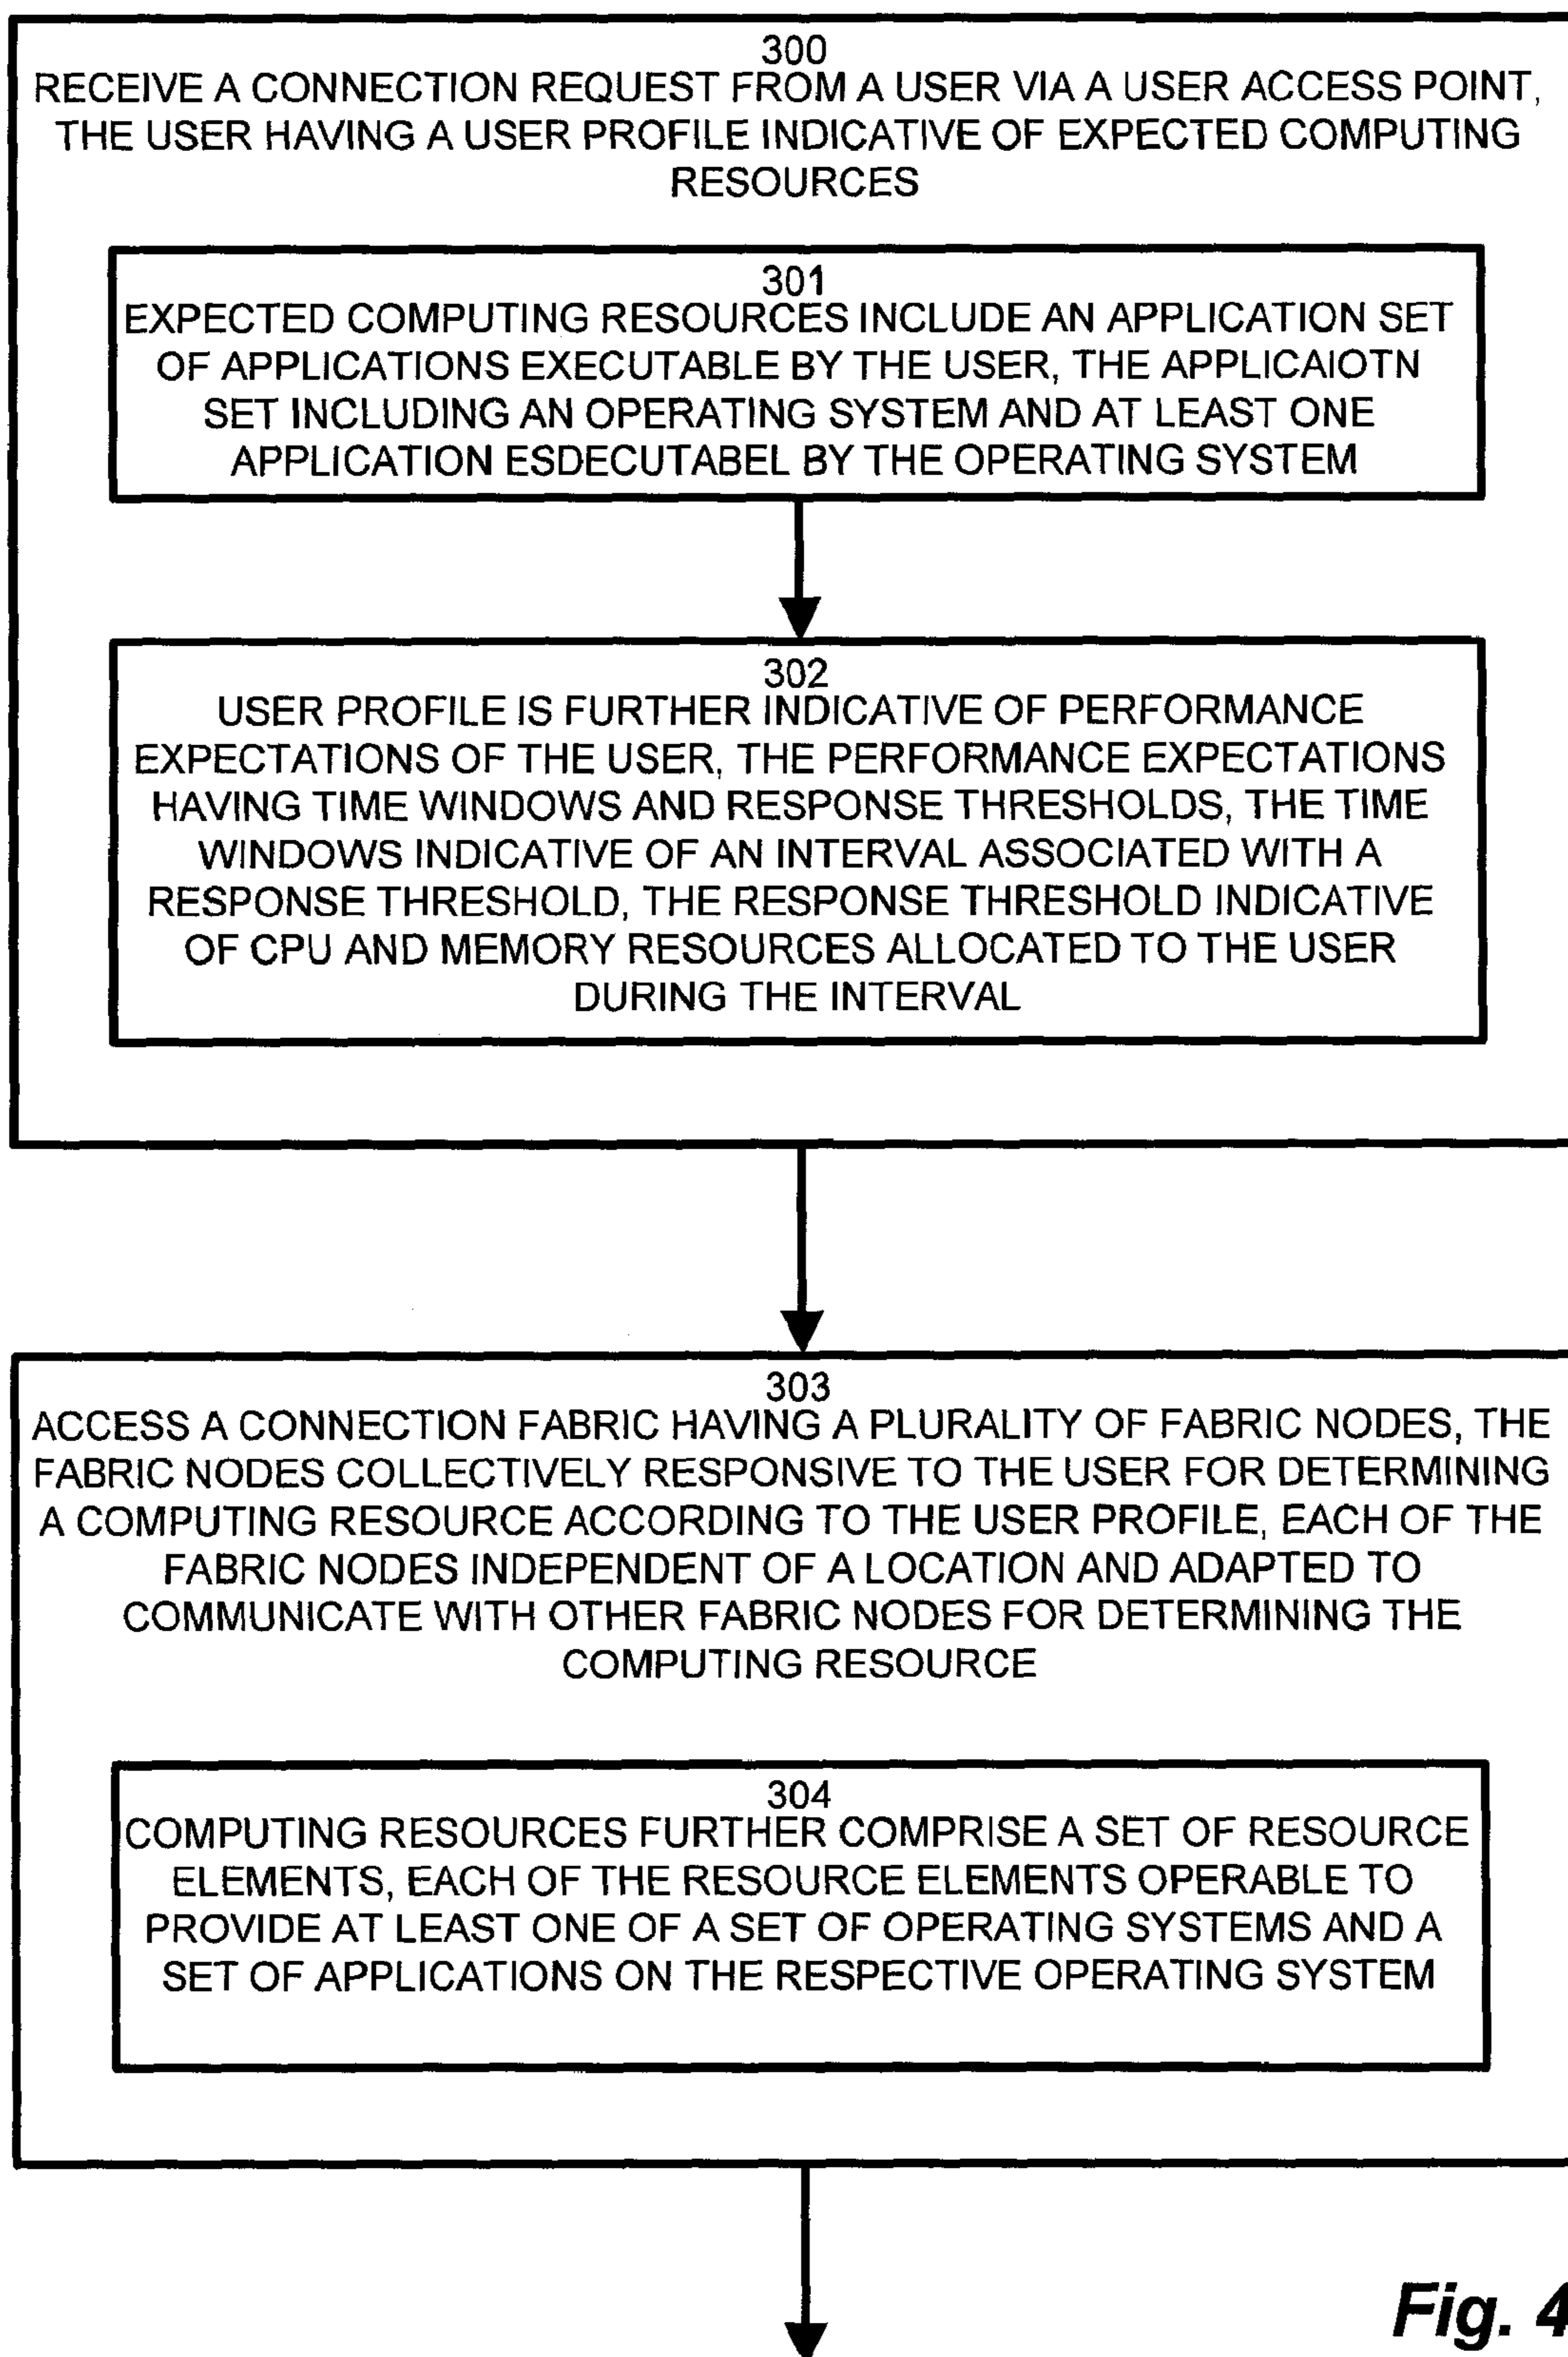 300
RECEIVE A CONNECTION REQUEST FROM A USER VIA A USER ACCESS POINT,
THE USER HAVING A USER PROFILE INDICATIVE OF EXPECTED COMPUTING
RESOURCES
301
EXPECTED COMPUTING RESOURCES INCLUDE AN APPLICATION SET
OF APPLICATIONS EXECUTABLE BY THE USER, THE APPLICAIOTN
SET INCLUDING AN OPERATING SYSTEM AND AT LEAST ONE
APPLICATION ESDECUTABEL BY THE OPERATING SYSTEM
302
USER PROFILE IS FURTHER INDICATIVE OF PERFORMANCE
EXPECTATIONS OF THE USER, THE PERFORMANCE EXPECTATIONS
HAVING TIME WINDOWS AND RESPONSE THRESHOLDS, THE TIME
WINDOWS INDICATIVE OF AN INTERVAL ASSOCIATED WITH A
RESPONSE THRESHOLD, THE RESPONSE THRESHOLD INDICATIVE
OF CPU AND MEMORY RESOURCES ALLOCATED TO THE USER
DURING THE INTERVAL
303
ACCESS A CONNECTION FABRIC HAVING A PLURALITY OF FABRIC NODES, THE
FABRIC NODES COLLECTIVELY RESPONSIVE TO THE USER FOR DETERMINING
A COMPUTING RESOURCE ACCORDING TO THE USER PROFILE, EACH OF THE
FABRIC NODES INDEPENDENT OF A LOCATION AND ADAPTED TO
COMMUNICATE WITH OTHER FABRIC NODES FOR DETERMINING THE
COMPUTING RESOURCE
304
COMPUTING RESOURCES FURTHER COMPRISE A SET OF RESOURCE
ELEMENTS, EACH OF THE RESOURCE ELEMENTS OPERABLE TO
PROVIDE AT LEAST ONE OF A SET OF OPERATING SYSTEMS AND A
SET OF APPLICATIONS ON THE RESPECTIVE OPERATING SYSTEM
Fig. 4